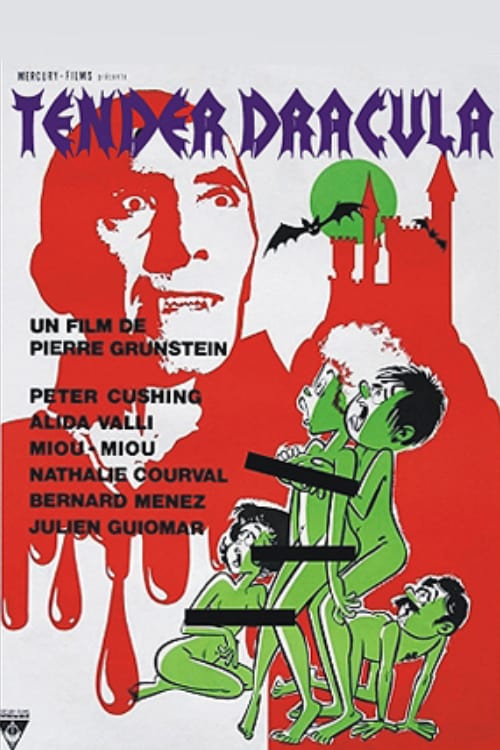 MERCURY-FILMS présente
TENDER DRACULA
UN FILM DE
PIERRE GRUNSTEIN
PETER CUSHING
ALIDA VALLI
MIOU-MIOU
NATHALIE COURVAL
BERNARD MENEZ
JULIEN GUIOMAR